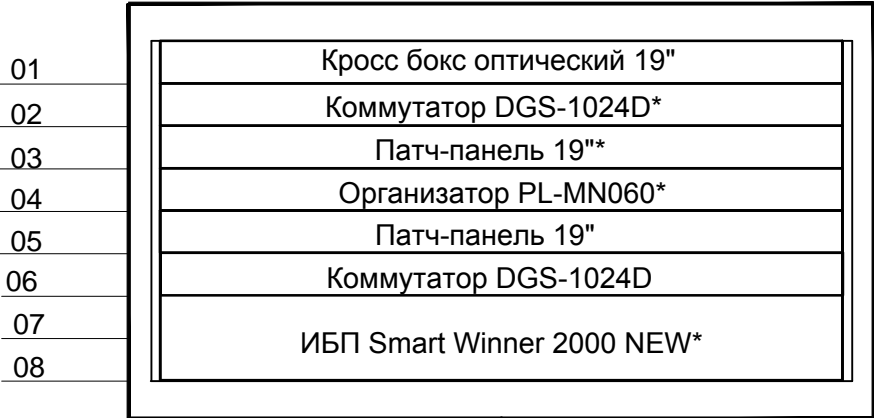 01 Кросс бокс оптический 19"
02 Коммутатор DGS-1024D*
03 Патч-панель 19"*
04 Организатор PL-MN060*
05 Патч-панель 19"
06 Коммутатор DGS-1024D
07
ИБП Smart Winner 2000 NEW*
08